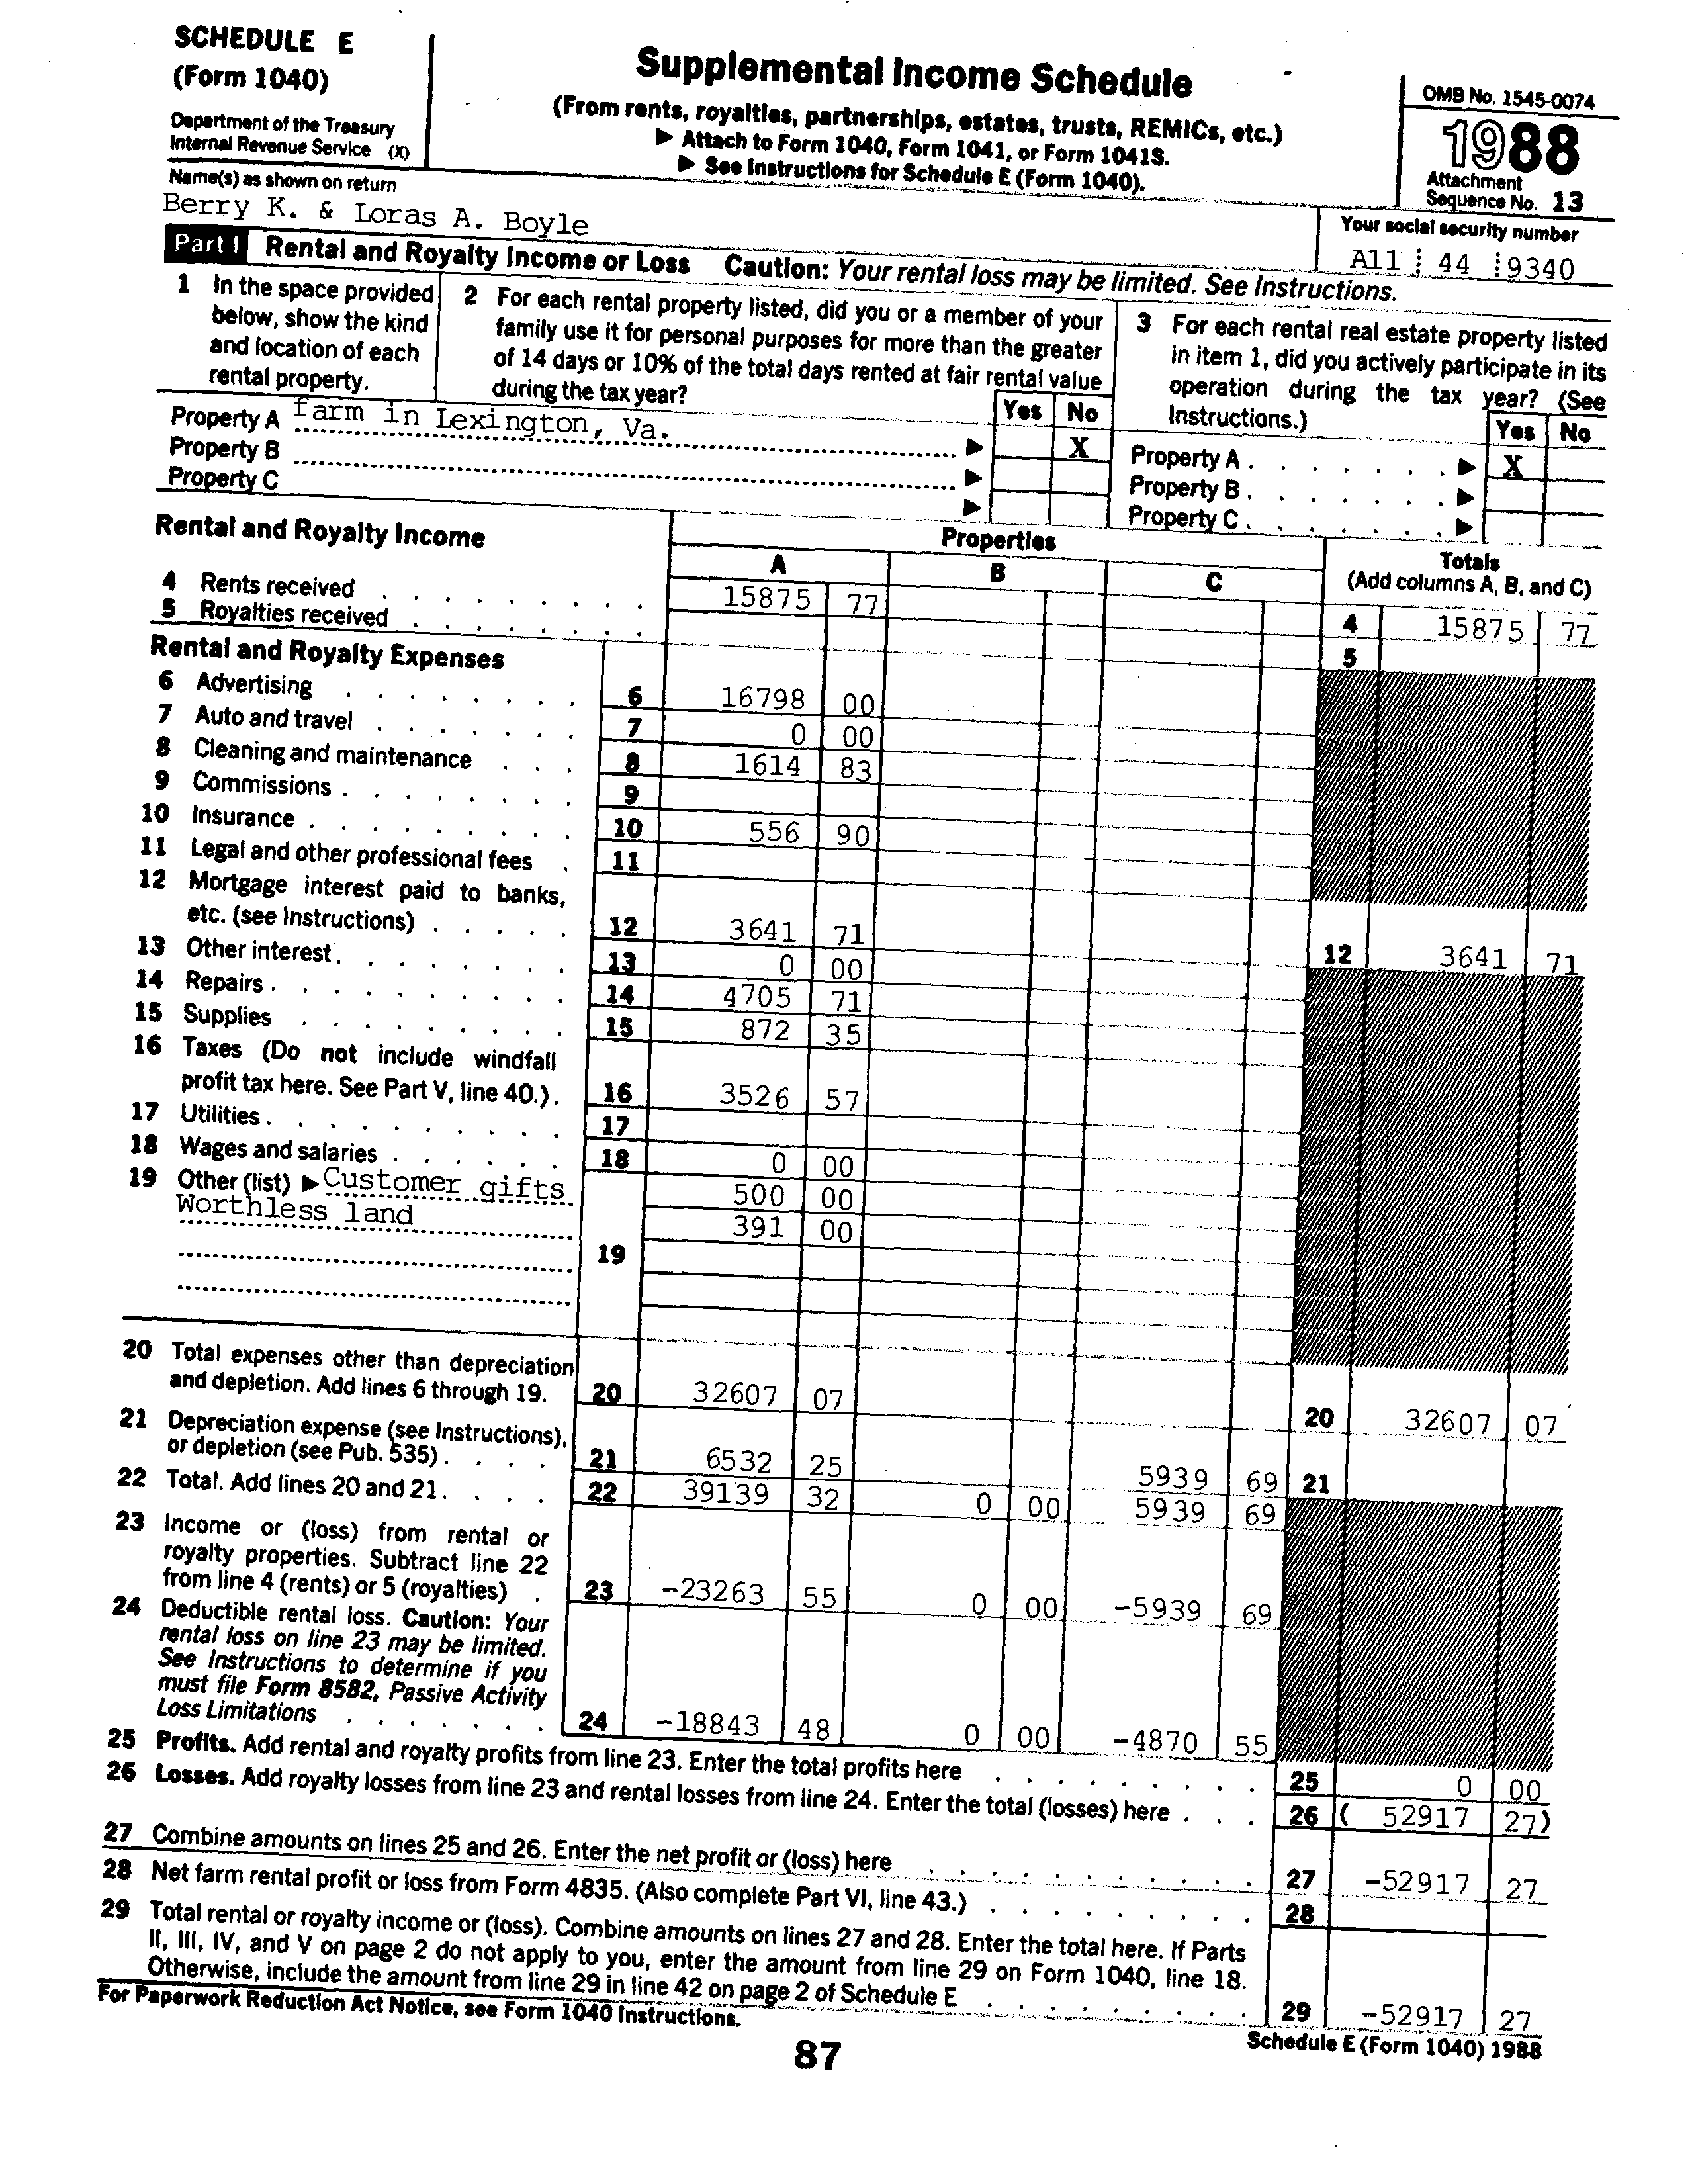 SCHEDULE E
(Form 1040)
Department of the Treasury
Internal Revenue Service (X)
Supplemental Income Schedule
(From rents, royalties, partnerships, estates, trusts, REMICs, etc.)
▶ Attach to Form 1040, Form 1041, or Form 1041S.
▶ See Instructions for Schedule E (Form 1040).
OMB No. 1545-0074
1988
Attachment
Sequence No. 13
Name(s) as shown on return
Berry K. & Loras A. Boyle
Your social security number
A11 44 9340
Part I Rental and Royalty Income or Loss Caution: Your rental loss may be limited. See Instructions.
1 In the space provided
below, show the kind
and location of each
rental property.
2 For each rental property listed, did you or a member of your
family use it for personal purposes for more than the greater
of 14 days or 10% of the total days rented at fair rental value
during the tax year?
Yes No
3 For each rental real estate property listed
in item 1, did you actively participate in its
operation during the tax year? (See
Instructions.)
Yes No
Property A farm in Lexington, Va. ▶ X
Property B ▶
Property C ▶
Property A . . . . . . . ▶ X
Property B . . . . . . . ▶
Property C . . . . . . . ▶
Rental and Royalty Income
Properties
A B C
Totals
(Add columns A, B, and C)
4 Rents received 15875 77 4 15875 77
5 Royalties received 5
Rental and Royalty Expenses
6 Advertising 6 16798 00
7 Auto and travel 7 0 00
8 Cleaning and maintenance 8 1614 83
9 Commissions 9
10 Insurance 10 556 90
11 Legal and other professional fees 11
12 Mortgage interest paid to banks,
etc. (see Instructions) 12 3641 71 12 3641 71
13 Other interest 13 0 00
14 Repairs 14 4705 71
15 Supplies 15 872 35
16 Taxes (Do not include windfall
profit tax here. See Part V, line 40.) 16 3526 57
17 Utilities 17
18 Wages and salaries 18 0 00
19 Other (list) ▶ Customer gifts 500 00
Worthless land 391 00
19
20 Total expenses other than depreciation
and depletion. Add lines 6 through 19. 20 32607 07 20 32607 07
21 Depreciation expense (see Instructions),
or depletion (see Pub. 535) 21 6532 25 5939 69 21
22 Total. Add lines 20 and 21 22 39139 32 0 00 5939 69
23 Income or (loss) from rental or
royalty properties. Subtract line 22
from line 4 (rents) or 5 (royalties) 23 -23263 55 0 00 -5939 69
24 Deductible rental loss. Caution: Your
rental loss on line 23 may be limited.
See Instructions to determine if you
must file Form 8582, Passive Activity
Loss Limitations 24 -18843 48 0 00 -4870 55
25 Profits. Add rental and royalty profits from line 23. Enter the total profits here 25 0 00
26 Losses. Add royalty losses from line 23 and rental losses from line 24. Enter the total (losses) here 26 ( 52917 27)
27 Combine amounts on lines 25 and 26. Enter the net profit or (loss) here 27 -52917 27
28 Net farm rental profit or loss from Form 4835. (Also complete Part VI, line 43.) 28
29 Total rental or royalty income or (loss). Combine amounts on lines 27 and 28. Enter the total here. If Parts
II, III, IV, and V on page 2 do not apply to you, enter the amount from line 29 on Form 1040, line 18.
Otherwise, include the amount from line 29 in line 42 on page 2 of Schedule E 29 -52917 27
For Paperwork Reduction Act Notice, see Form 1040 Instructions.
Schedule E (Form 1040) 1988
87